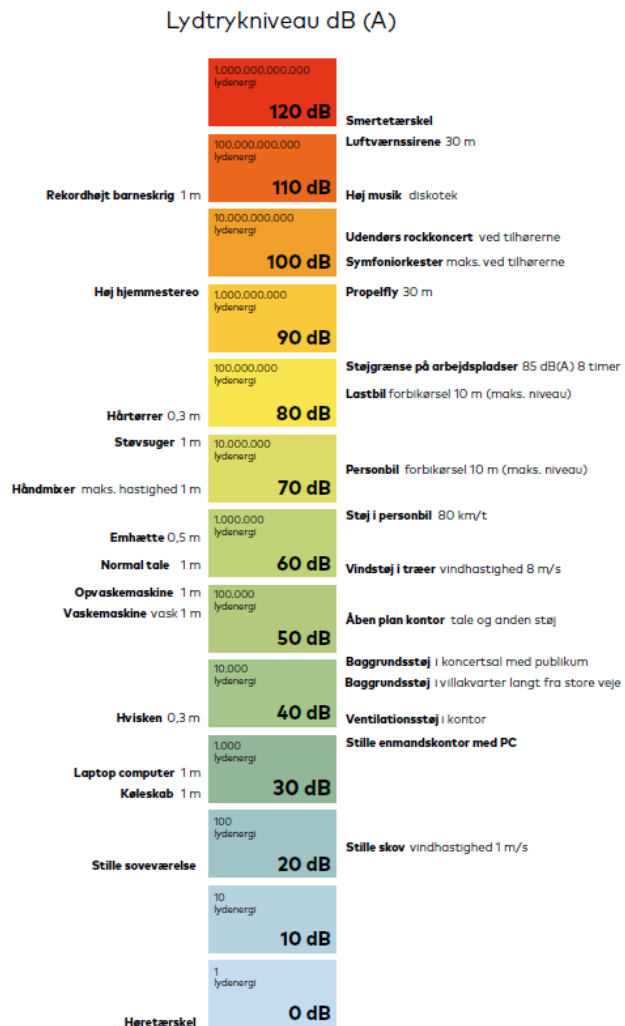 Lydtrykniveau dB (A)
1.000.000.000.000
lydenergi
120 dB
Smertetærskel
100.000.000.000
lydenergi
110 dB
Luftværnssirene 30 m
Rekordhøjt barneskrig 1 m
Høj musik diskotek
10.000.000.000
lydenergi
100 dB
Udendørs rockkoncert ved tilhørerne
Symfoniorkester maks. ved tilhørerne
Høj hjemmestereo
1.000.000.000
lydenergi
90 dB
Propelfly 30 m
100.000.000
lydenergi
80 dB
Støjgrænse på arbejdspladser 85 dB(A) 8 timer
Lastbil forbikørsel 10 m (maks. niveau)
Hårtørrer 0,3 m
Støvsuger 1 m
10.000.000
lydenergi
70 dB
Personbil forbikørsel 10 m (maks. niveau)
Håndmixer maks. hastighed 1 m
1.000.000
lydenergi
60 dB
Støj i personbil 80 km/t
Emhætte 0,5 m
Normal tale 1 m
Vindstøj i træer vindhastighed 8 m/s
Opvaskemaskine 1 m
Vaskemaskine vask 1 m
100.000
lydenergi
50 dB
Åben plan kontor tale og anden støj
10.000
lydenergi
40 dB
Baggrundsstøj i koncertsal med publikum
Baggrundsstøj i villakvarter langt fra store veje
Hvisken 0,3 m
Ventilationsstøj i kontor
1.000
lydenergi
30 dB
Stille enmandskontor med PC
Laptop computer 1 m
Køleskab 1 m
100
lydenergi
20 dB
Stille skov vindhastighed 1 m/s
Stille soveværelse
10
lydenergi
10 dB
1
lydenergi
0 dB
Høretærskel